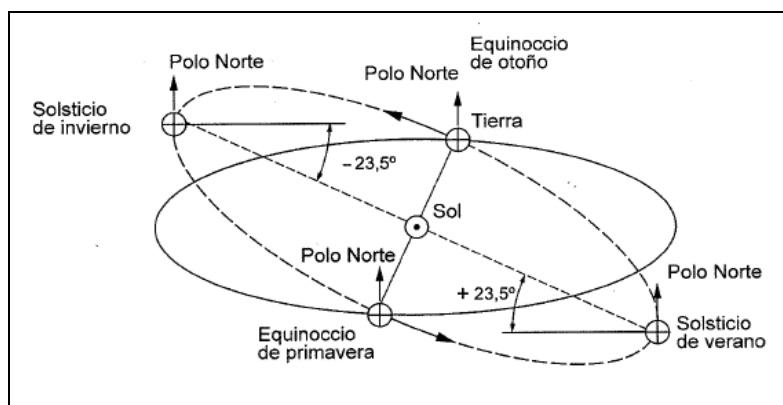 Polo Norte
Equinoccio
de otoño
Polo Norte
Solsticio
de invierno
Tierra
−23,5º
Sol
Polo Norte
Polo Norte
+ 23,5º
Equinoccio
de primavera
Solsticio
de verano